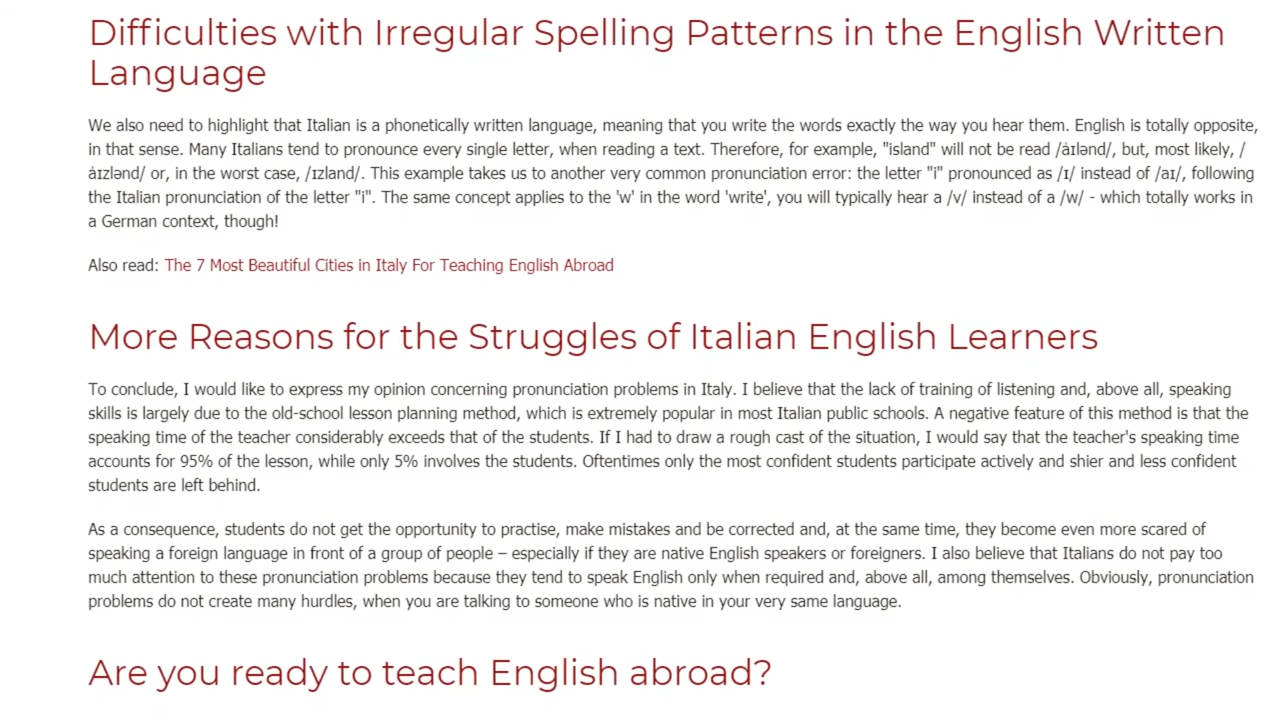 Difficulties with Irregular Spelling Patterns in the English Written
Language
We also need to highlight that Italian is a phonetically written language, meaning that you write the words exactly the way you hear them. English is totally opposite,
in that sense. Many Italians tend to pronounce every single letter, when reading a text. Therefore, for example, "island" will not be read /àɪlənd/, but, most likely, /
àɪzlənd/ or, in the worst case, /ɪzland/. This example takes us to another very common pronunciation error: the letter "i" pronounced as /ɪ/ instead of /aɪ/, following
the Italian pronunciation of the letter "i". The same concept applies to the 'w' in the word 'write', you will typically hear a /v/ instead of a /w/ - which totally works in
a German context, though!
Also read: The 7 Most Beautiful Cities in Italy For Teaching English Abroad
More Reasons for the Struggles of Italian English Learners
To conclude, I would like to express my opinion concerning pronunciation problems in Italy. I believe that the lack of training of listening and, above all, speaking
skills is largely due to the old-school lesson planning method, which is extremely popular in most Italian public schools. A negative feature of this method is that the
speaking time of the teacher considerably exceeds that of the students. If I had to draw a rough cast of the situation, I would say that the teacher's speaking time
accounts for 95% of the lesson, while only 5% involves the students. Oftentimes only the most confident students participate actively and shier and less confident
students are left behind.
As a consequence, students do not get the opportunity to practise, make mistakes and be corrected and, at the same time, they become even more scared of
speaking a foreign language in front of a group of people – especially if they are native English speakers or foreigners. I also believe that Italians do not pay too
much attention to these pronunciation problems because they tend to speak English only when required and, above all, among themselves. Obviously, pronunciation
problems do not create many hurdles, when you are talking to someone who is native in your very same language.
Are you ready to teach English abroad?